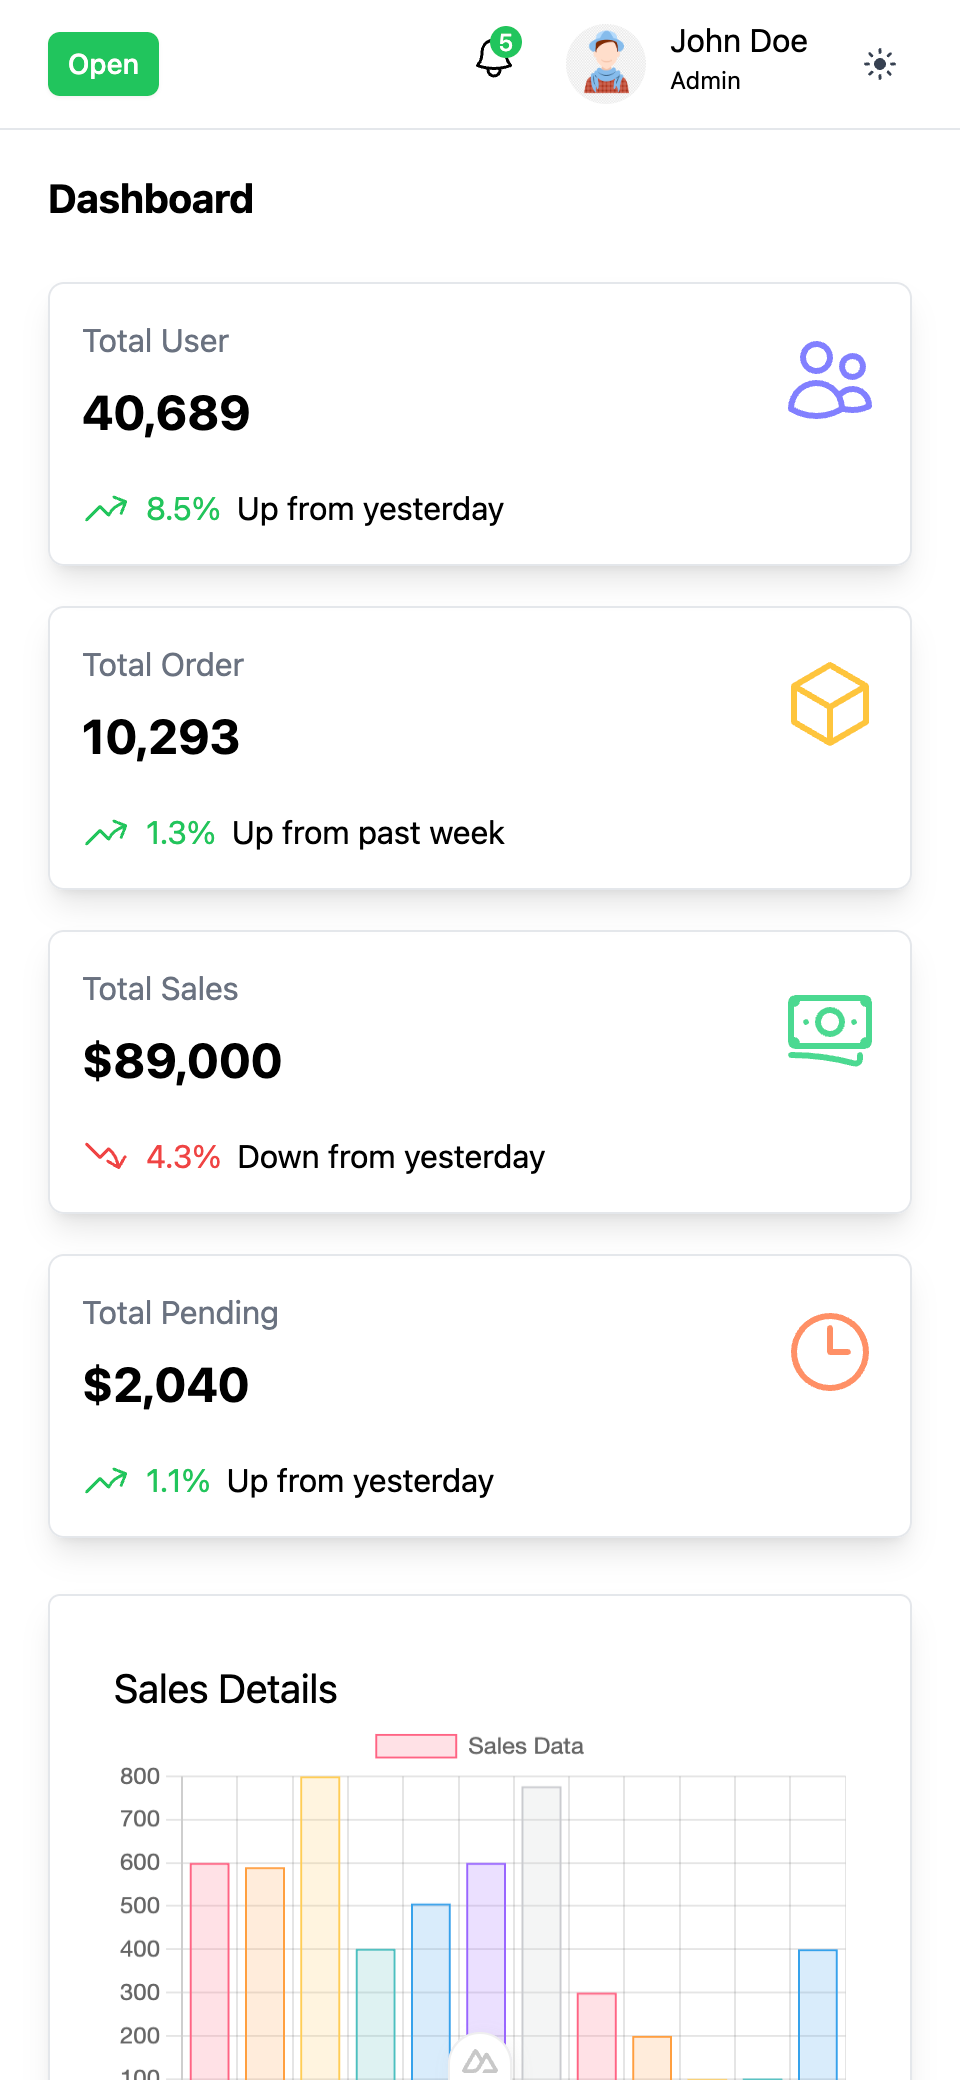 Open
5
John Doe
Admin
Dashboard
Total User
40,689
8.5% Up from yesterday
Total Order
10,293
1.3% Up from past week
Total Sales
$89,000
4.3% Down from yesterday
Total Pending
$2,040
1.1% Up from yesterday
Sales Details
Sales Data
800
700
600
500
400
300
200
100